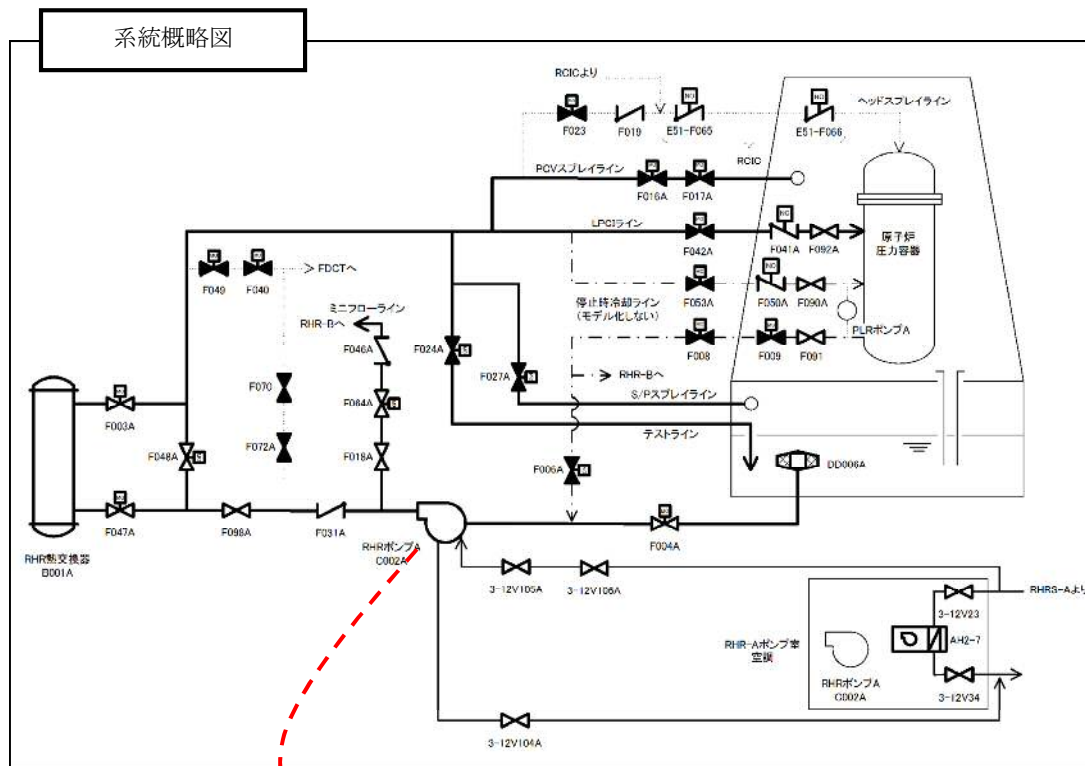 系統概略図
RCICより
ヘッドスプレイライン
F023
F019
E51-F065
E51-F066
RCIC
PCVスプレイライン
F016A
F017A
LPCIライン
F042A
F041A
F092A
原子炉
圧力容器
F049
F040
FDCTへ
停止時冷却ライン
(モデル化しない)
F053A
F050A
F090A
PLRポンプA
ミニフローライン
RHR-Bへ
F046A
F024A
F008
F009
F091
F070
F027A
RHR-Bへ
F003A
F064A
S/Pスプレイライン
F048A
F072A
F018A
テストライン
F006A
DD006A
F047A
F098A
F031A
F004A
RHR熱交換器
B001A
RHRポンプA
C002A
3-12V105A
3-12V106A
RHRS-Aより
3-12V23
RHR-Aポンプ室
空調
AH2-7
RHRポンプA
C002A
3-12V34
3-12V104A